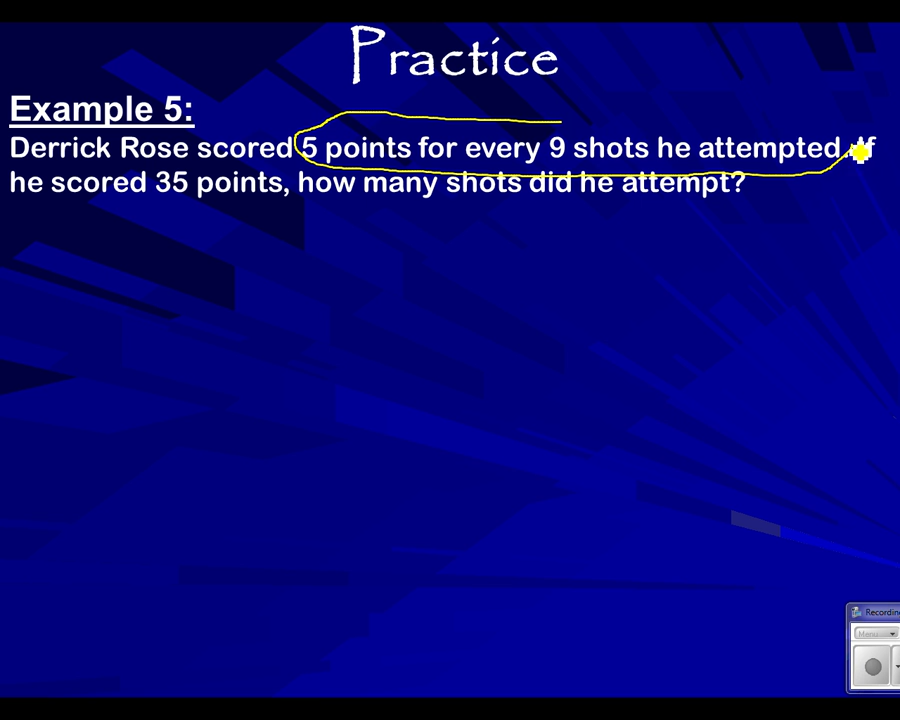 Practice
Example 5:
Derrick Rose scored 5 points for every 9 shots he attempted. If
he scored 35 points, how many shots did he attempt?
Recording
Menu